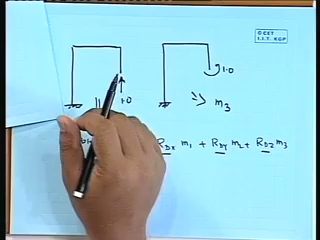 © CET
I.I.T. KGP
1.0
1.0 => m3
RDx m1 + RDy m2 + RDZ m3